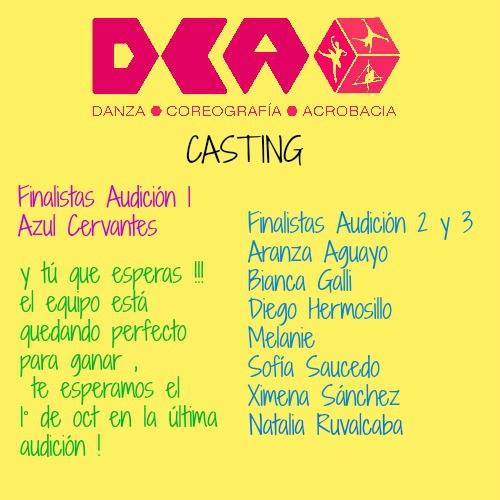 DCA
DANZA ● COREOGRAFÍA ● ACROBACIA
CASTING
Finalistas Audición 1
Azul Cervantes
y tú que esperas !!!
el equipo está
quedando perfecto
para ganar ,
te esperamos el
1° de oct en la última
audición !
Finalistas Audición 2 y 3
Aranza Aguayo
Bianca Galli
Diego Hermosillo
Melanie
Sofía Saucedo
Ximena Sánchez
Natalia Ruvalcaba